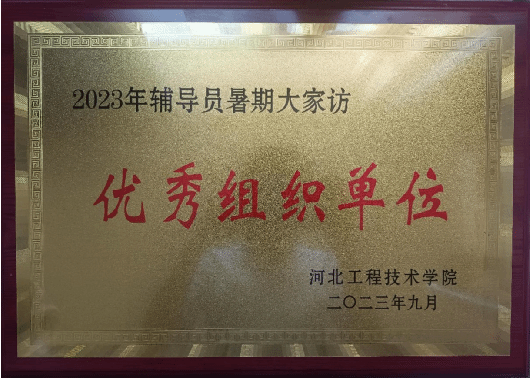 2023年辅导员暑期大家访
优秀组织单位
河北工程技术学院
二〇二三年九月